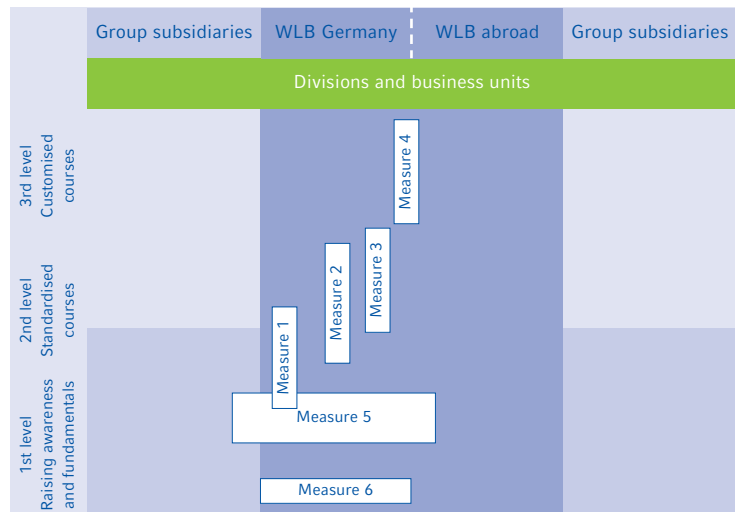 Group subsidiaries
WLB Germany
WLB abroad
Group subsidiaries
Divisions and business units
3rd level
Customised
courses
2nd level
Standardised
courses
1st level
Raising awareness
and fundamentals
Measure 4
Measure 3
Measure 2
Measure 1
Measure 5
Measure 6